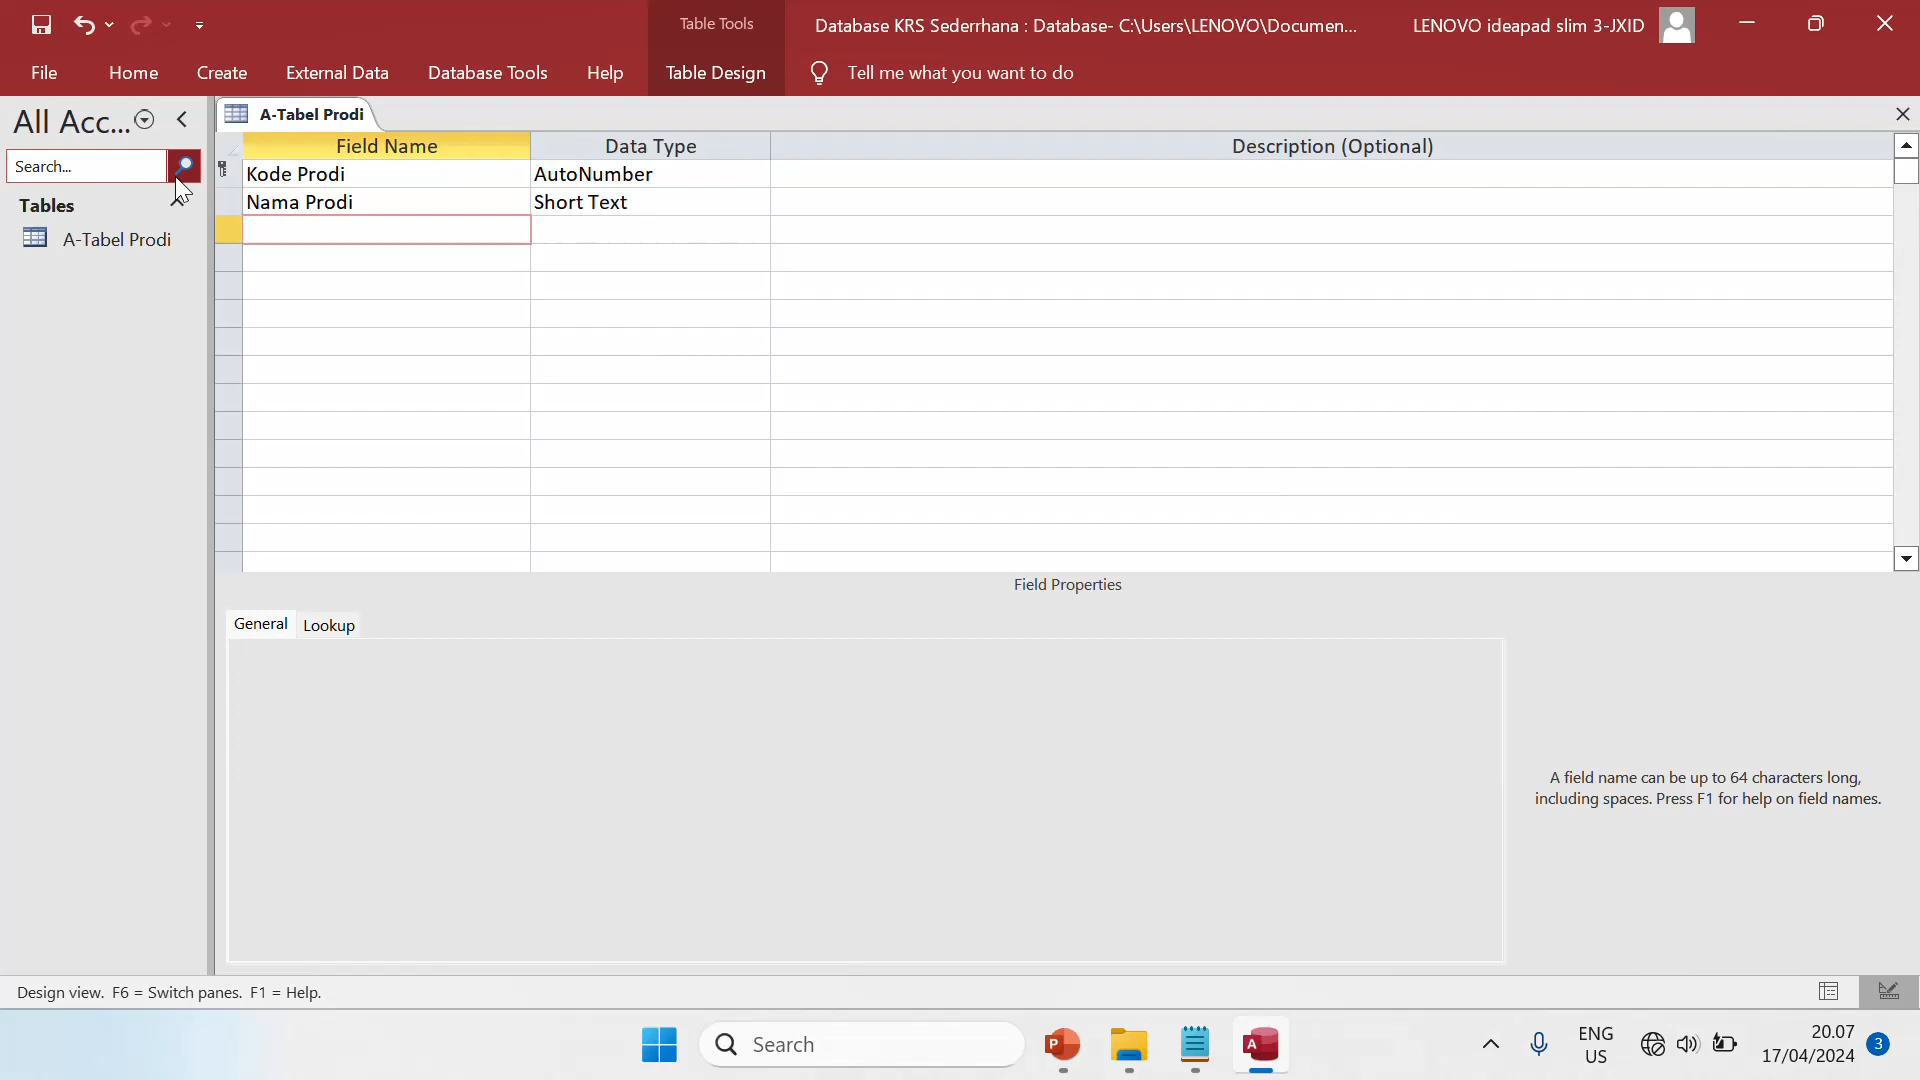 Table Tools
Database KRS Sederrhana : Database- C:\Users\LENOVO\Documen...
LENOVO ideapad slim 3-JXID
File
Home
Create
External Data
Database Tools
Help
Table Design
Tell me what you want to do
All Acc...
A-Tabel Prodi
Search...
Tables
A-Tabel Prodi
Field Name
Data Type
Description (Optional)
Kode Prodi
AutoNumber
Nama Prodi
Short Text
Field Properties
General
Lookup
A field name can be up to 64 characters long,
including spaces. Press F1 for help on field names.
Design view. F6 = Switch panes. F1 = Help.
Search
P
A
ENG
US
20.07
17/04/2024
3